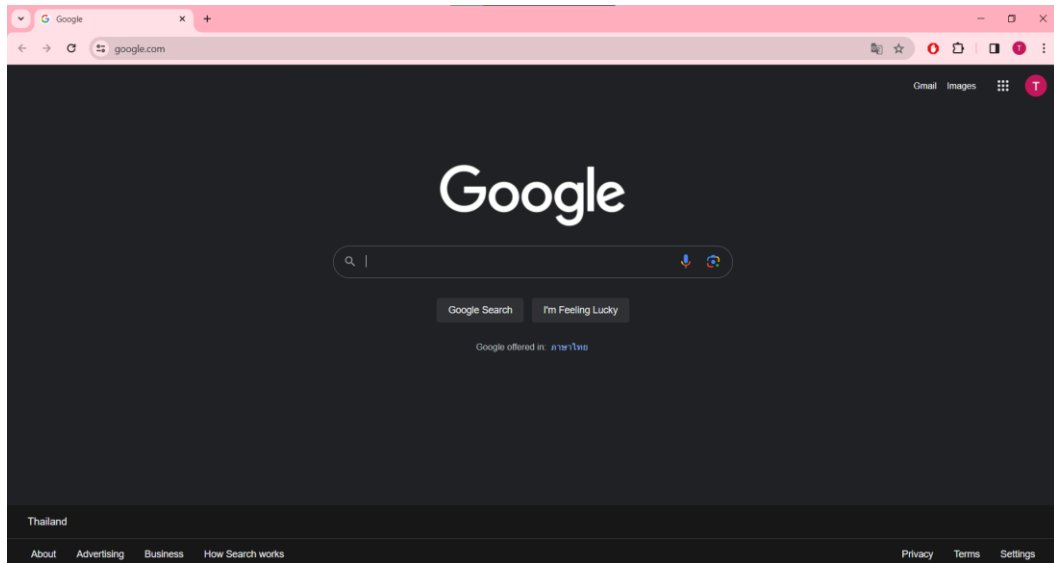 Google
google.com
Gmail Images
T
Google
Google Search I'm Feeling Lucky
Google offered in: ภาษาไทย
Thailand
About Advertising Business How Search works Privacy Terms Settings